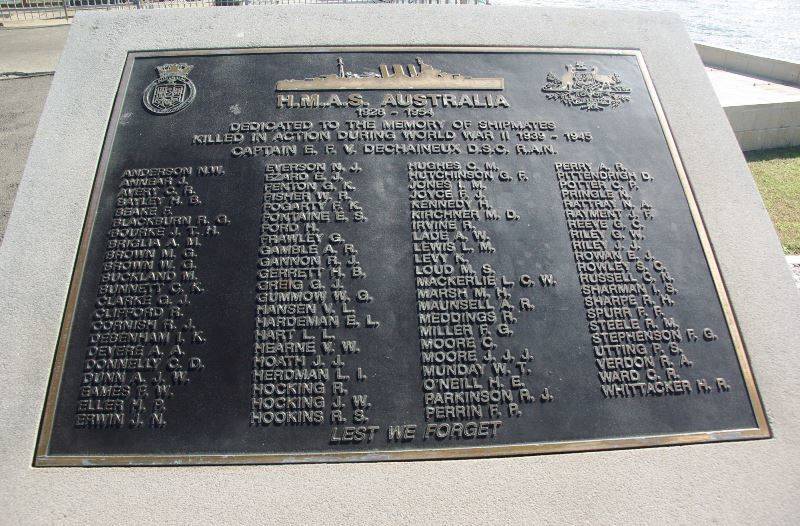 H.M.A.S. AUSTRALIA
1928 - 1954
DEDICATED TO THE MEMORY OF SHIPMATES
KILLED IN ACTION DURING WORLD WAR II 1939 - 1945
CAPTAIN E. F. V. DECHAINEUX D.S.C. R.A.N.
ANDERSON N.W.
ANNEAR J.
AXTON C. R.
BAYLEY H. B.
BEAKE J.
BLACKBURN R. G.
BOURKE J. T. H.
BRIGLIA A. M.
BROWN M. G.
BROWN W. G.
BUCKLAND M.
BUNNETT C. K.
CLARKE G. J.
CLIFFORD R.
CORNISH R. J.
DEBENHAM I. K.
DEVERE A. A.
DONNELLY C. D.
DUNN A. J. W.
EAMES F. W.
ELLER H. P.
ERWIN J. N.
EVERSON N. J.
EZARD E. J.
FENTON G. K.
FISHER W. R.
FOGARTY F. K.
FONTAINE E. S.
FORD H.
FRAWLEY G.
GAMBLE A. R.
GANNON R. J.
GERRETT H. B.
GREIG G. J.
GUMMOW W. G.
HANSEN V. L.
HARDEMAN E. L.
HART L. L.
HEARNE V. W.
HOATH J. J.
HERDMAN L. I.
HOCKING R.
HOCKING J. W.
HOOKINS R. S.
HUGHES C. M.
HUTCHINSON G. F.
JONES I. M.
JOYCE F. B.
KENNEDY H.
KIRCHNER M. D.
IRVINE R.
LADE A. W.
LEWIS L. M.
LEVY K.
LOUD M. S.
MACKERLIE L. C. W.
MARSH M. H.
MAUNSELL A. R.
MEDDINGS R.
MILLER F. G.
MOORE C.
MOORE J. J. J.
MUNDAY W. T.
O'NEILL H. E.
PARKINSON R. J.
PERRIN F. P.
PERRY A. R.
PITTENDRIGH D.
POTTER C. F.
PRINGLE N.
RATTRAY N. A.
RAYMENT J. F.
REEVE G. C.
RILEY G. W.
RILEY J. J.
ROWAN E. J.
ROWLEY S. C.
RUSSELL C. A.
SHARMAN I. S.
SHARPE R. H.
SPURR F. F.
STEELE R. M.
STEPHENSON F. G.
UTTING F. S.
VERDON R. A.
WARD C. R.
WHITTACKER H. R.
LEST WE FORGET